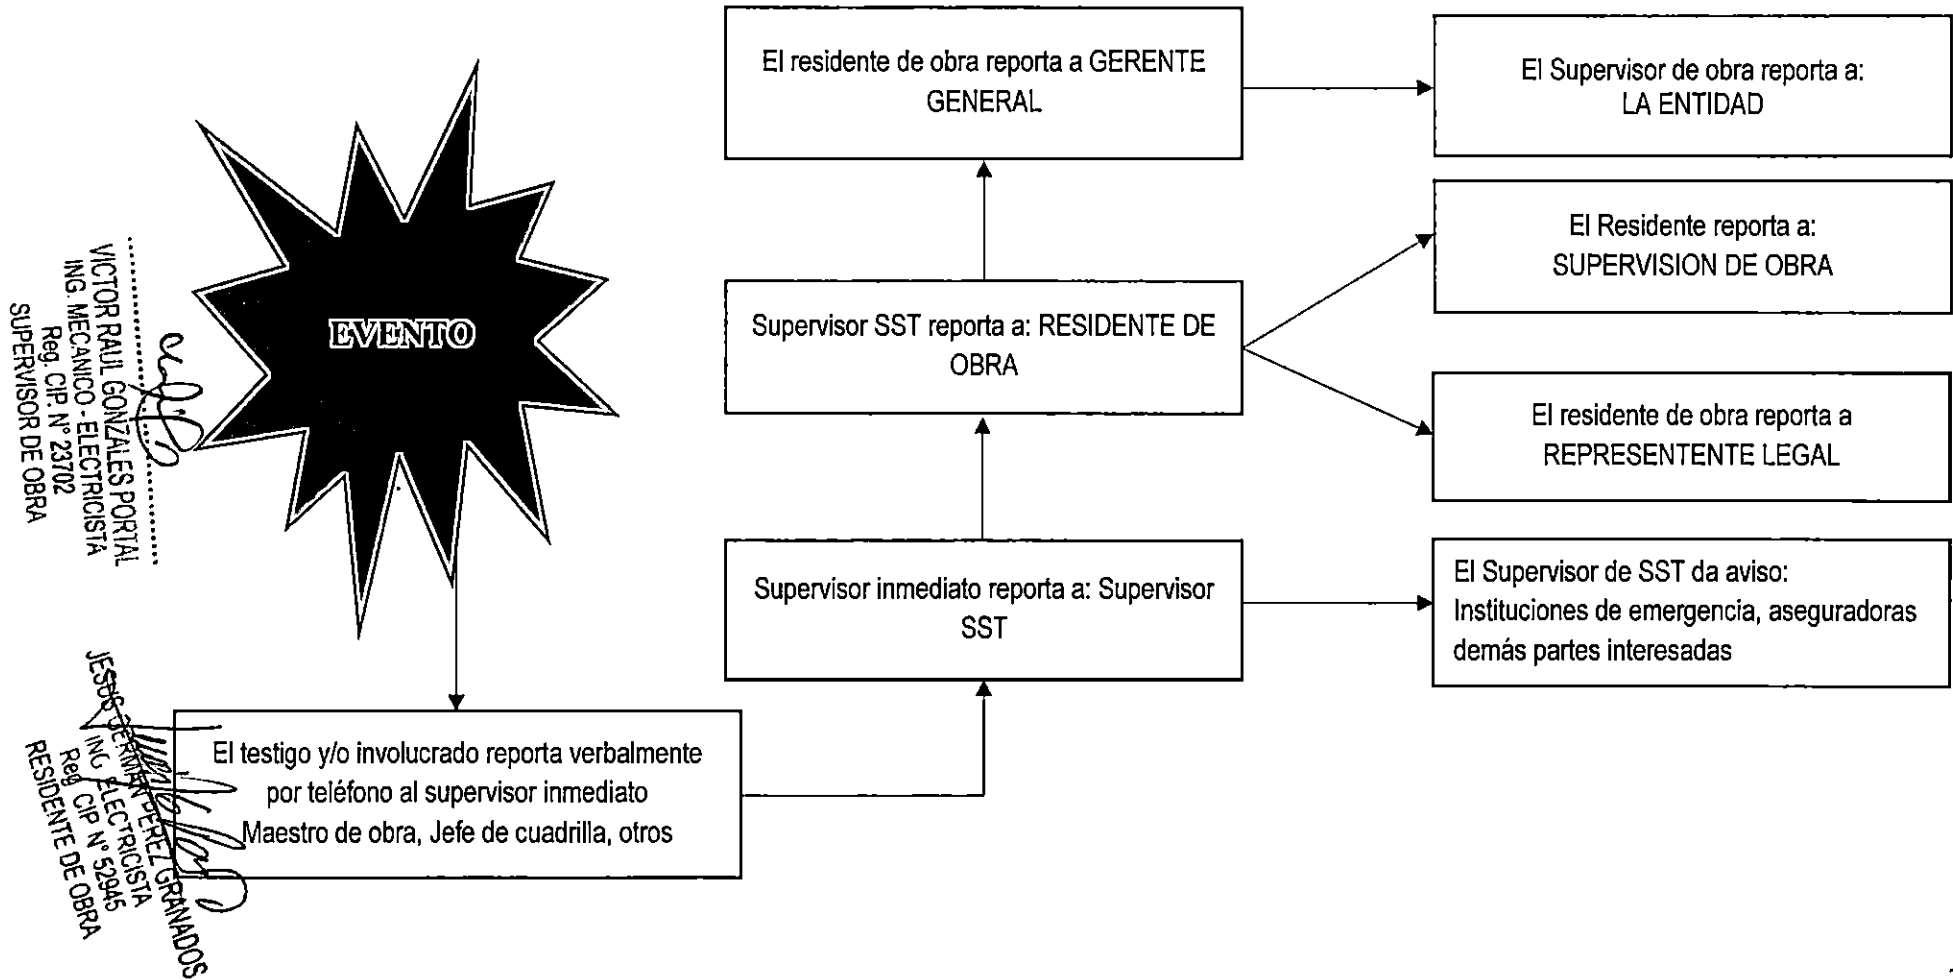 El residente de obra reporta a GERENTE
GENERAL
El Supervisor de obra reporta a:
LA ENTIDAD
El Residente reporta a:
SUPERVISION DE OBRA
EVENTO
Supervisor SST reporta a: RESIDENTE DE
OBRA
El residente de obra reporta a
REPRESENTENTE LEGAL
Supervisor inmediato reporta a: Supervisor
SST
El Supervisor de SST da aviso:
Instituciones de emergencia, aseguradoras
demás partes interesadas
El testigo y/o involucrado reporta verbalmente
por teléfono al supervisor inmediato
Maestro de obra, Jefe de cuadrilla, otros
VICTOR RAUL GONZALES PORTAL
ING. MECANICO - ELECTRICISTA
Reg. CIP. N° 23702
SUPERVISOR DE OBRA
JESUS PEREZ GRANADOS
ING ELECTRICISTA
Reg CIP N° 52945
RESIDENTE DE OBRA